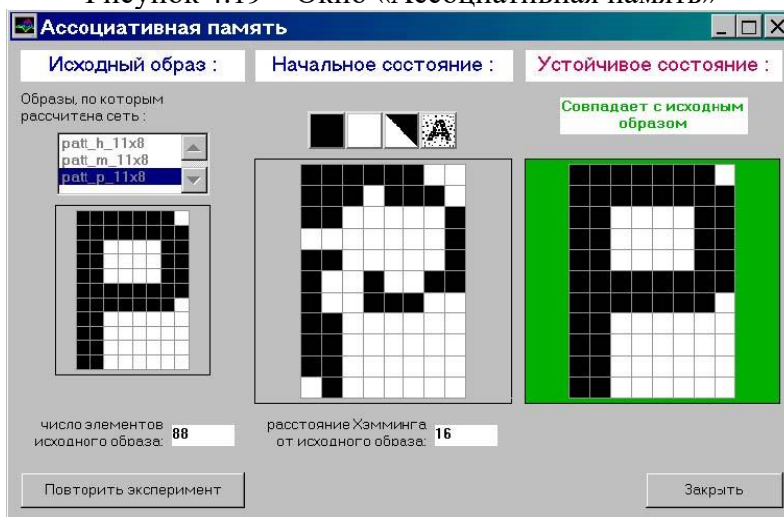 Рисунок 4.19 – Окно «Ассоциативная память»
Ассоциативная память
Исходный образ :
Начальное состояние :
Устойчивое состояние :
Образы, по которым
рассчитана сеть :
patt_h_11x8
patt_m_11x8
patt_p_11x8
A
Совпадает с исходным
образом
число элементов
исходного образа: 88
расстояние Хэмминга
от исходного образа: 16
Повторить эксперимент
Закрыть